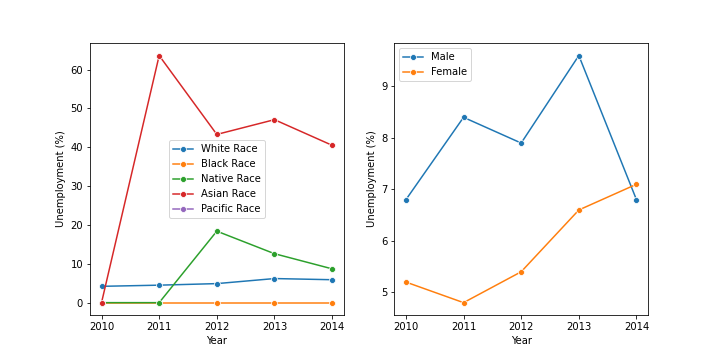 60
50
40
30
20
10
0
Unemployment (%)
2010 2011 2012 2013 2014
Year
White Race
Black Race
Native Race
Asian Race
Pacific Race
9
8
7
6
5
Unemployment (%)
2010 2011 2012 2013 2014
Year
Male
Female